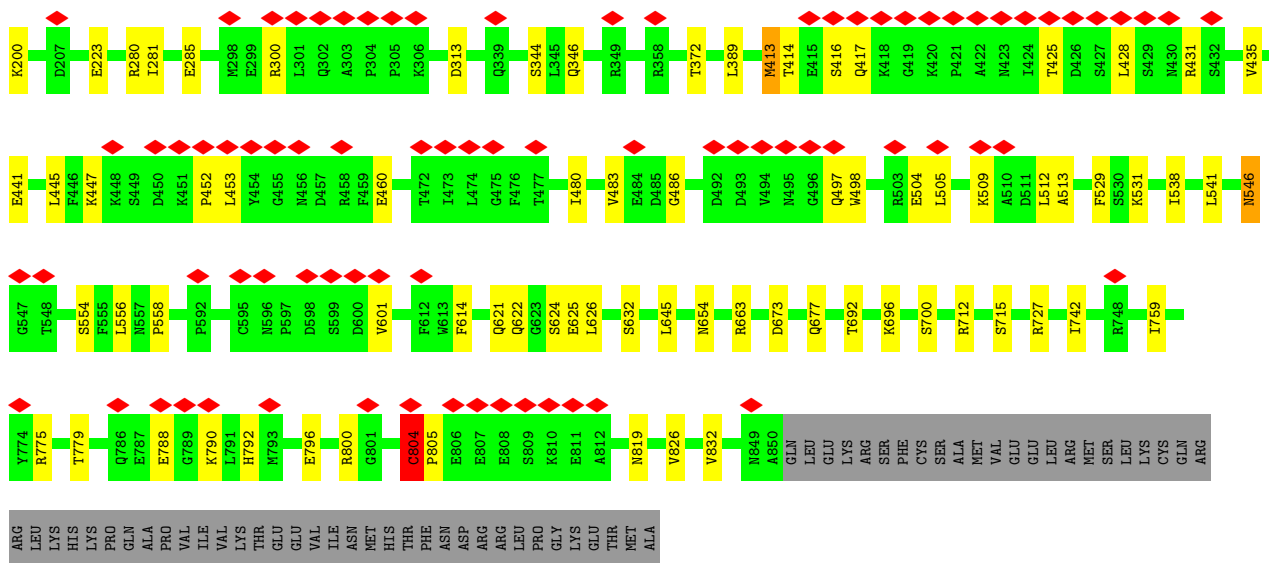 K200 D207 E223 R280 I281 E285 M298 E299 R300 L301 Q302 A303 P304 P305 K306 D313 Q339 S344 L345 Q346 R349 R358 T372 L389 M413 T414 E415 S416 Q417 K418 G419 K420 P421 A422 N423 I424 T425 D426 S427 L428 S429 N430 R431 S432 V435
E441 L445 F446 K447 K448 S449 D450 K451 P452 L453 Y454 G455 N456 D457 R458 F459 E460 T472 I473 L474 G475 F476 T477 I480 V483 E484 D485 G486 D492 D493 V494 N495 G496 Q497 W498 R503 E504 L505 K509 A510 D511 L512 A513 F529 S530 K531 I538 L541 N546
G547 T548 S554 F555 L556 N557 P558 P592 C595 N596 P597 D598 S599 D600 V601 F612 W613 F614 Q621 Q622 G623 S624 E625 L626 S632 L645 N654 R663 D673 Q677 T692 K696 S700 R712 S715 R727 I742 R748 I759
Y774 R775 T779 Q786 E787 E788 G789 K790 L791 H792 M793 E796 R800 G801 C804 P805 E806 E807 E808 S809 K810 E811 A812 N819 V826 V832 N849 A850 GLN LEU GLU LYS ARG SER PHE CYS SER ALA MET VAL GLU GLU LEU ARG MET SER LEU LYS CYS GLN ARG
ARG LEU LYS HIS LYS PRO GLN ALA PRO VAL ILE VAL LYS THR GLU GLU VAL ILE ASN MET HIS THR PHE ASN ASP ARG ARG LEU PRO GLY LYS GLU THR MET ALA